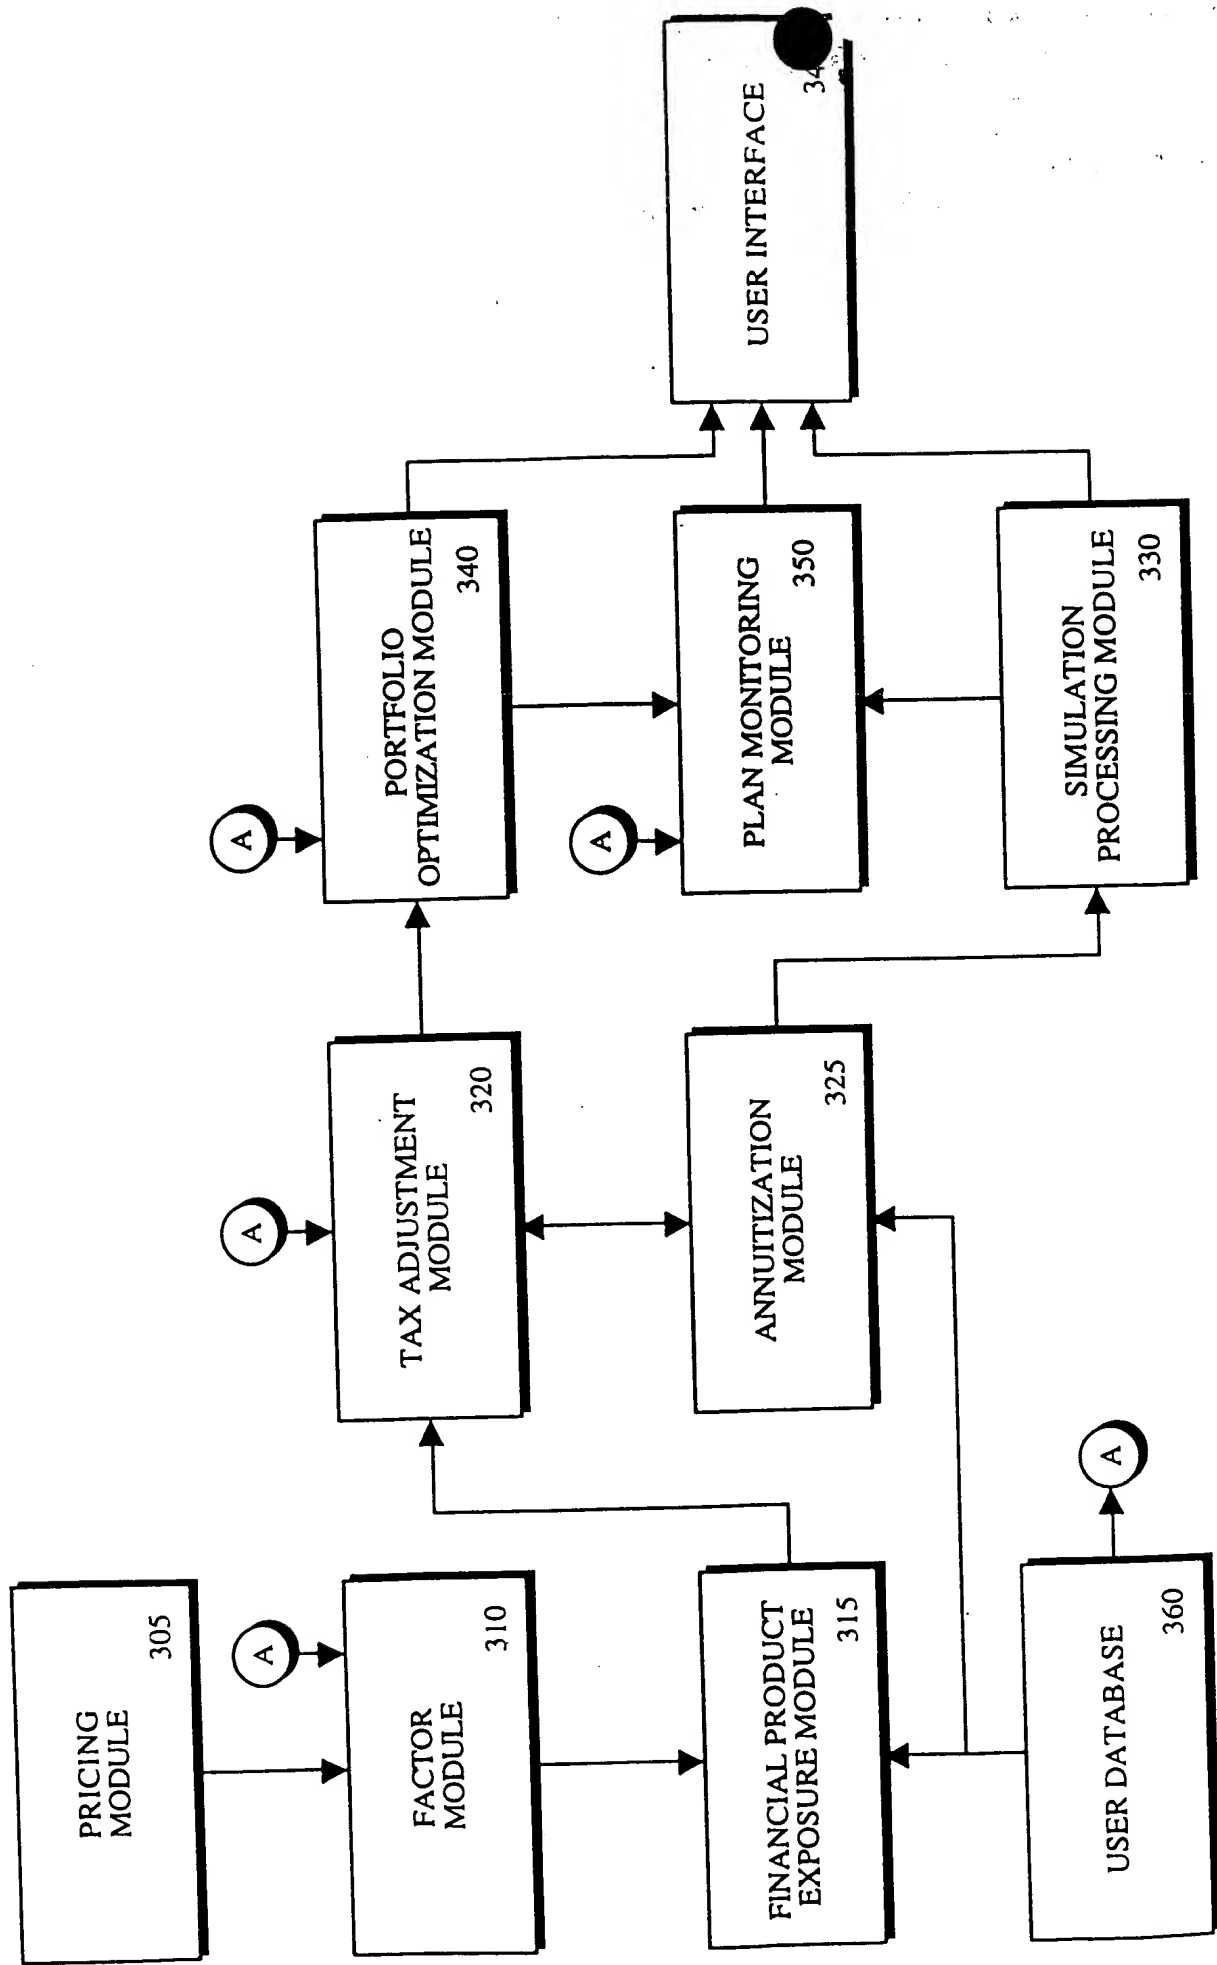 PRICING
MODULE
305
A
FACTOR
MODULE
310
FINANCIAL PRODUCT
EXPOSURE MODULE
315
USER DATABASE
360
A
A
TAX ADJUSTMENT
MODULE
320
ANNUITIZATION
MODULE
325
A
PORTFOLIO
OPTIMIZATION MODULE
340
A
PLAN MONITORING
MODULE
350
SIMULATION
PROCESSING MODULE
330
USER INTERFACE